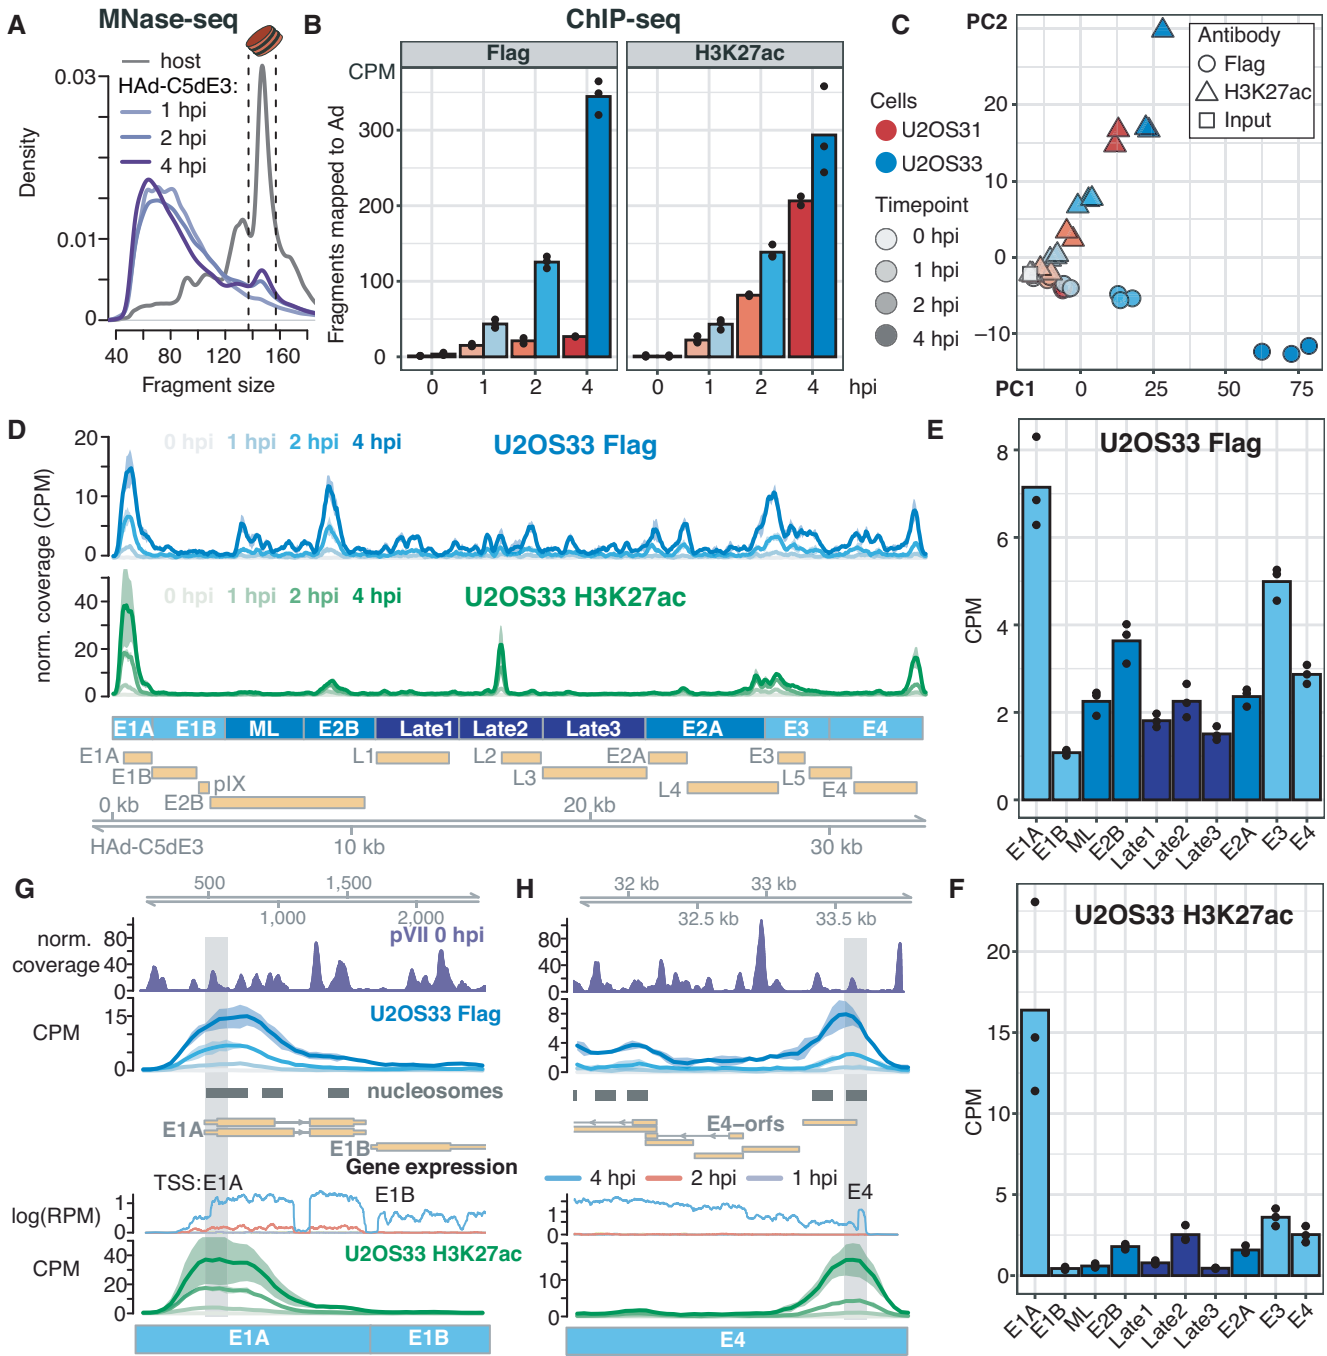 A
MNase-seq
host
HAd-C5dE3:
1 hpi
2 hpi
4 hpi
Density
0.03
0.01
0
40
80
120
160
Fragment size
B
ChIP-seq
Flag
H3K27ac
CPM
Fragments mapped to Ad
300
200
100
0
0
1
2
4
0
1
2
4
hpi
C
Cells
U2OS31
U2OS33
Timepoint
0 hpi
1 hpi
2 hpi
4 hpi
PC2
Antibody
Flag
H3K27ac
Input
20
10
0
−10
PC1
0
25
50
75
D
norm. coverage (CPM)
20
10
0
0 hpi 1 hpi 2 hpi 4 hpi
U2OS33 Flag
40
20
0
0 hpi 1 hpi 2 hpi 4 hpi
U2OS33 H3K27ac
E1A E1B ML E2B Late1 Late2 Late3 E2A E3 E4
E1A L1 L2 E2A E3
E1B L3 L5
pIX L4 E4
E2B
0 kb 20 kb
HAd-C5dE3 10 kb 30 kb
E
U2OS33 Flag
CPM
8
6
4
2
0
E1A
E1B
ML
E2B
Late1
Late2
Late3
E2A
E3
E4
F
U2OS33 H3K27ac
CPM
20
15
10
5
0
E1A
E1B
ML
E2B
Late1
Late2
Late3
E2A
E3
E4
G
500 1,500
1,000 2,000
norm. coverage
80
40
0
pVII 0 hpi
CPM
15
0
U2OS33 Flag
nucleosomes
E1A
E1B
Gene expression
TSS:E1A
E1B
log(RPM)
1
0
CPM
40
20
0
U2OS33 H3K27ac
E1A E1B
H
32 kb 33 kb
32.5 kb 33.5 kb
80
40
0
8
4
0
E4−orfs
4 hpi 2 hpi 1 hpi
E4
1
0
10
0
E4